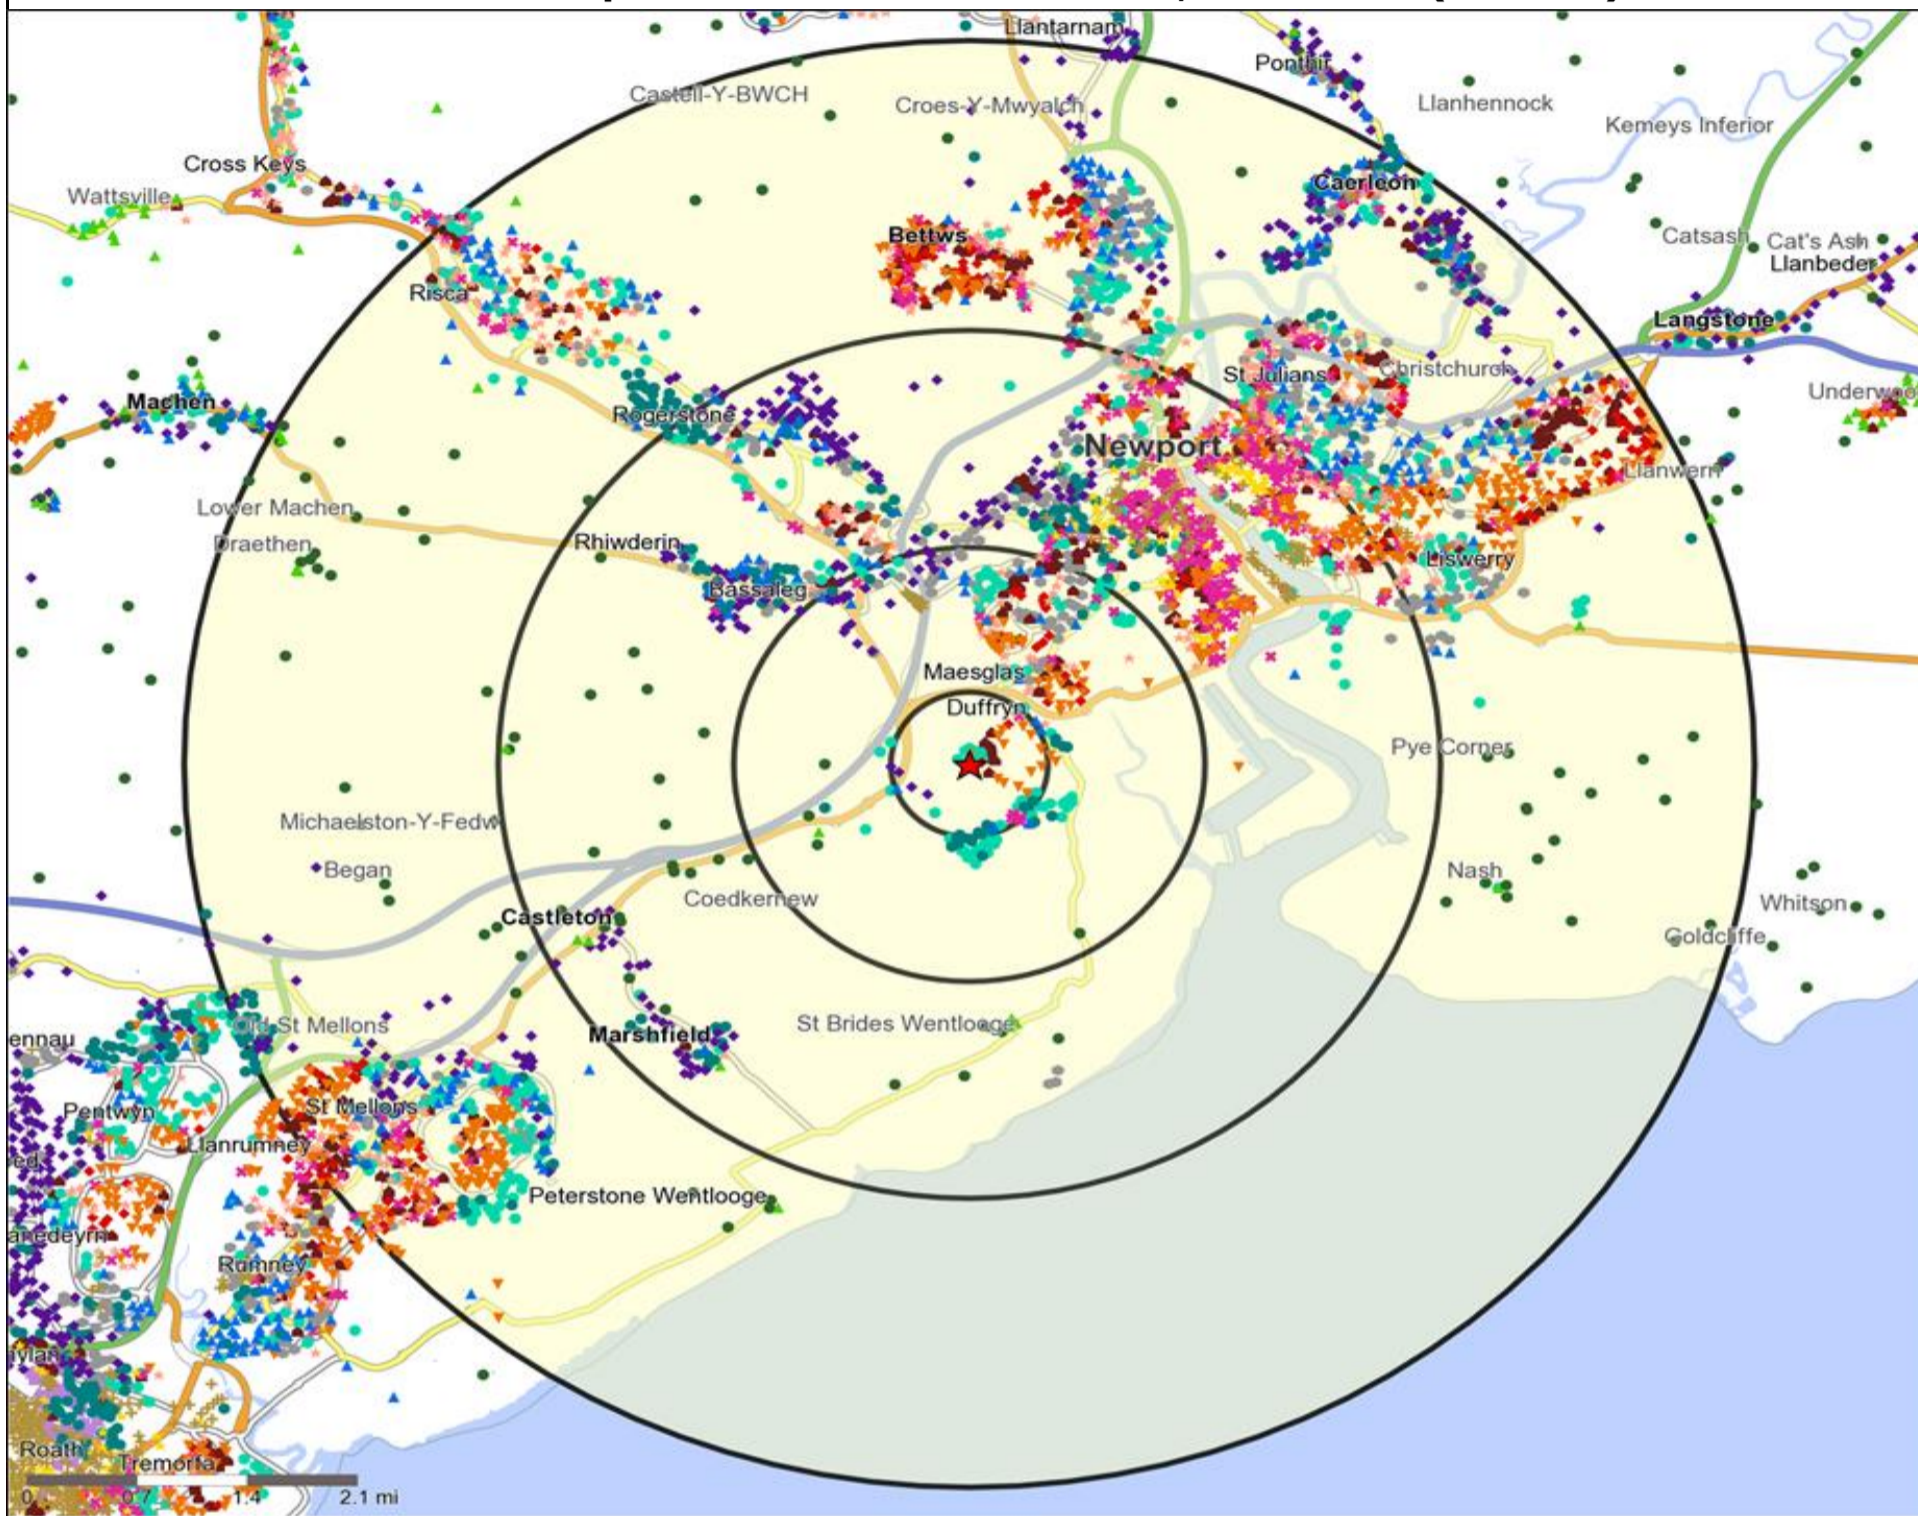 Llantarnam
Ponthir
Castell-Y-BWCH
Croes-Y-Mwyalch
Llanhennock
Kemeys Inferior
Cross Keys
Wattsville
Caerleon
Bettws
Catsash
Cat's Ash
Llanbeder
Risca
Langstone
St Julians
Christchurch
Machen
Rogerstone
Newport
Llanwern
Lower Machen
Draethen
Rhiwderin
Liswerry
Bassaleg
Maesglas
Duffryn
Pye Corner
Michaelston-Y-Fedw
Began
Nash
Coedkernew
Whitson
Castleton
Goldcliffe
Old St Mellons
St Brides Wentlooge
ennau
Marshfield
Pentwyn
St Mellons
Llanrumney
Peterstone Wentlooge
anedeyrn
Rumney
Roath
Tremorfa
0 0.7 1.4 2.1 mi